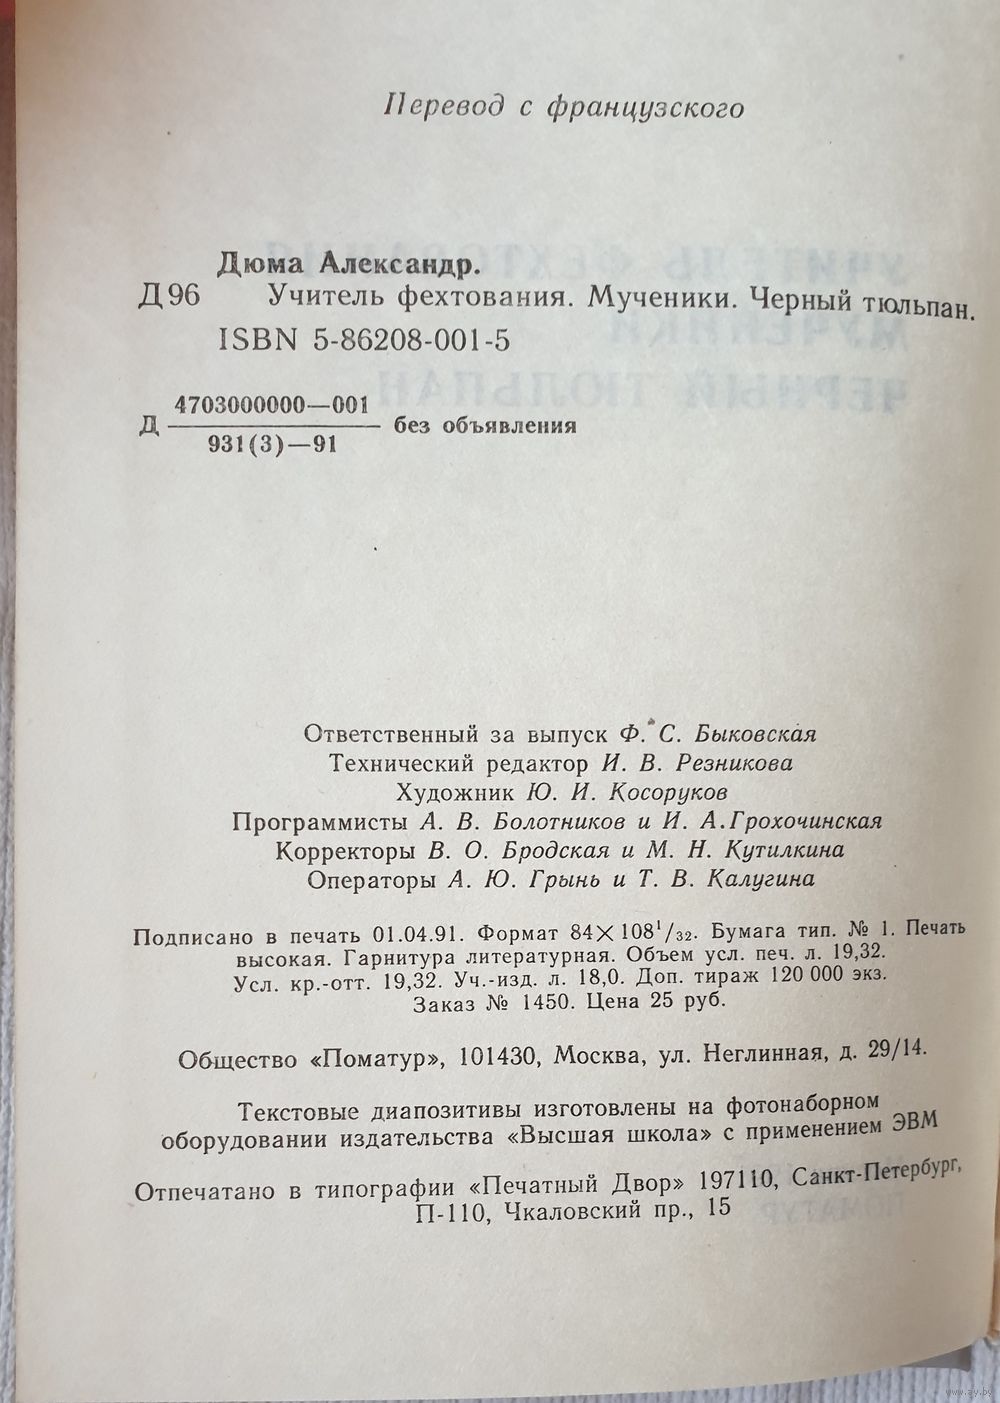 Перевод с французского
Дюма Александр.
Д 96 Учитель фехтования. Мученики. Черный тюльпан.
ISBN 5-86208-001-5
4703000000—001
Д без объявления
931(3)—91
Ответственный за выпуск Ф. С. Быковская
Технический редактор И. В. Резникова
Художник Ю. И. Косоруков
Программисты А. В. Болотников и И. А.Грохочинская
Корректоры В. О. Бродская и М. Н. Кутилкина
Операторы А. Ю. Грынь и Т. В. Калугина
Подписано в печать 01.04.91. Формат 84×108¹/₃₂. Бумага тип. № 1. Печать
высокая. Гарнитура литературная. Объем усл. печ. л. 19,32.
Усл. кр.-отт. 19,32. Уч.-изд. л. 18,0. Доп. тираж 120 000 экз.
Заказ № 1450. Цена 25 руб.
Общество «Поматур», 101430, Москва, ул. Неглинная, д. 29/14.
Текстовые диапозитивы изготовлены на фотонаборном
оборудовании издательства «Высшая школа» с применением ЭВМ
Отпечатано в типографии «Печатный Двор» 197110, Санкт-Петербург,
П-110, Чкаловский пр., 15
www.ay.by